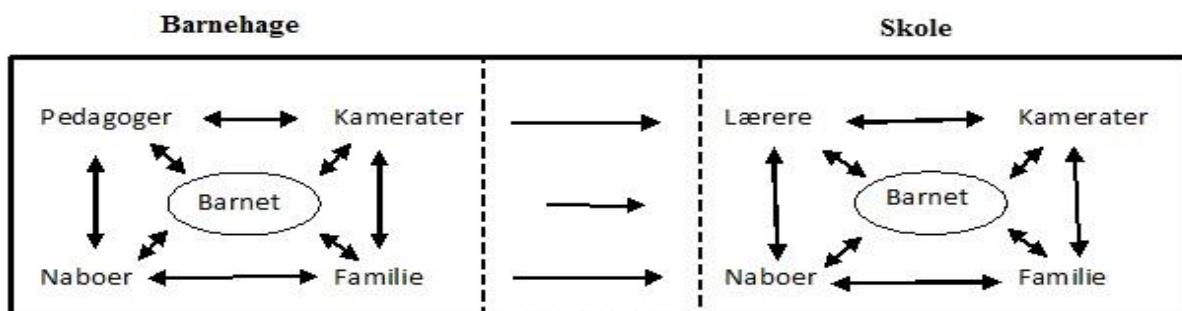 Barnehage Skole
Pedagoger Kamerater Lærere Kamerater
Barnet Barnet
Naboer Familie Naboer Familie